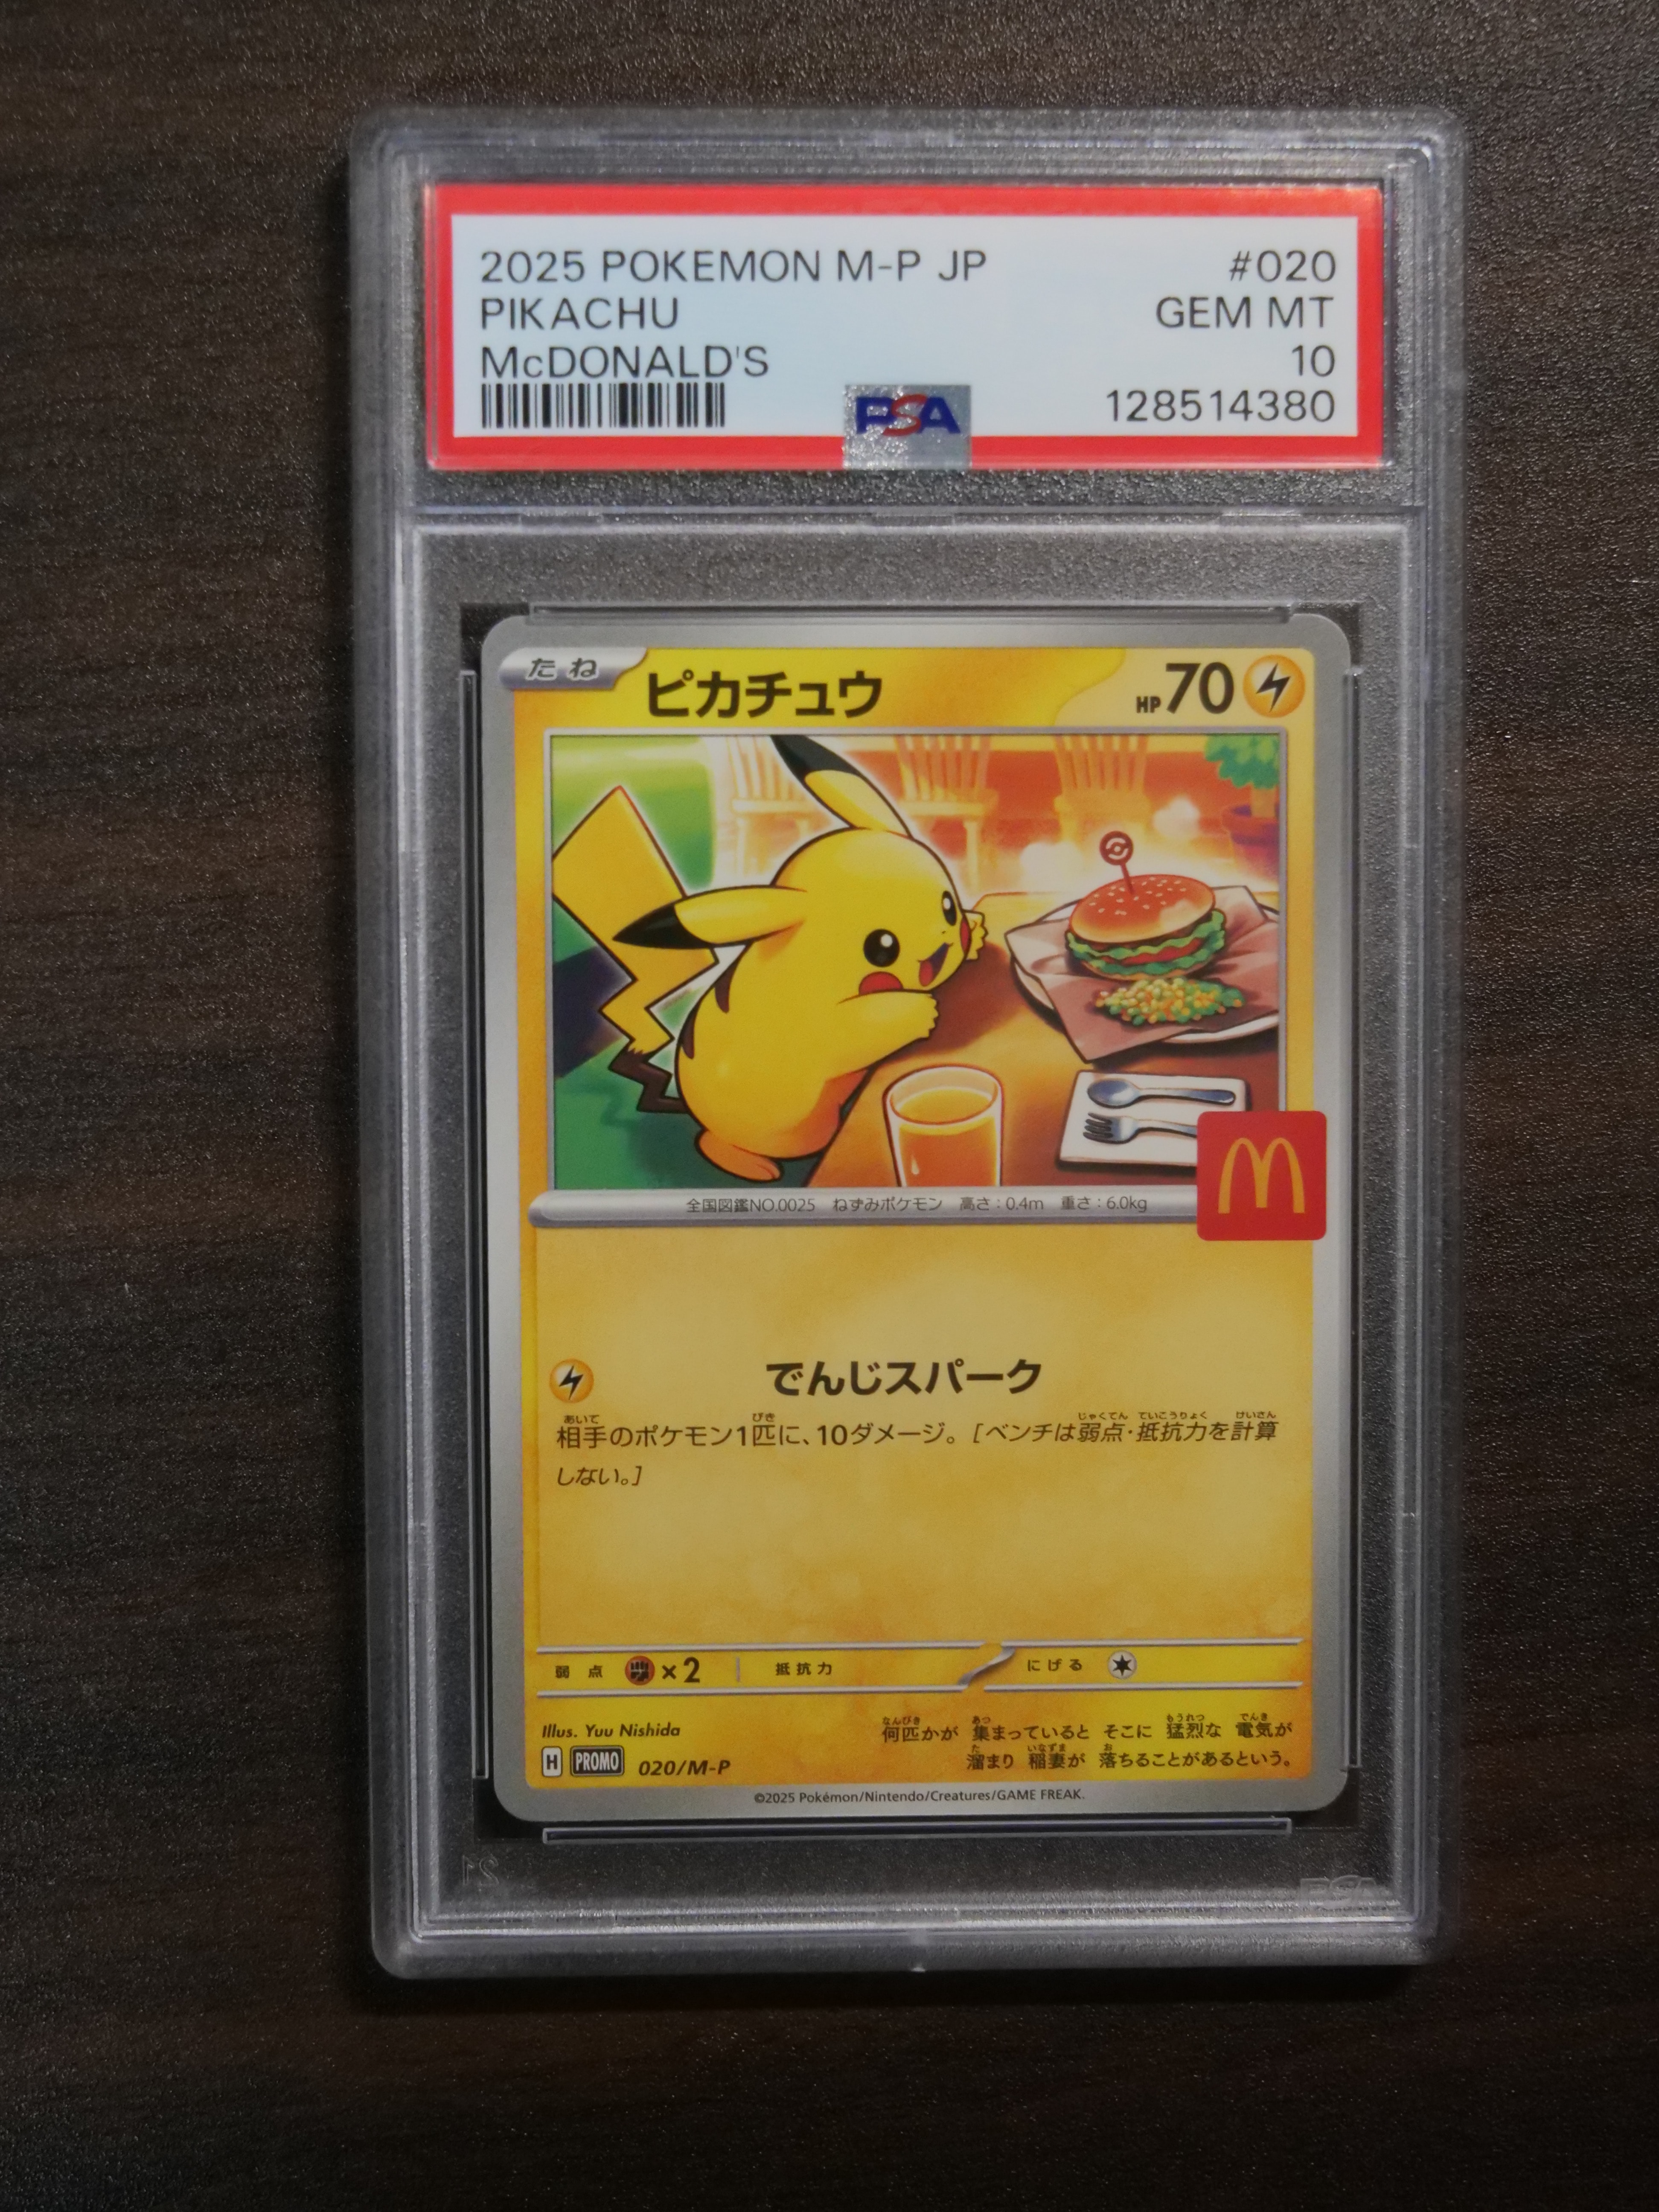 2025 POKEMON M-P JP #020
PIKACHU GEM MT
McDONALD'S 10
128514380
PSA
たね ピカチュウ HP70
M
全国図鑑NO.0025 ねずみポケモン 高さ:0.4m 重さ:6.0kg
でんじスパーク
相手のポケモン1匹に、10ダメージ。[ベンチは弱点・抵抗力を計算
しない。]
弱点 ×2 抵抗力 にげる
Illus. Yuu Nishida
H PROMO 020/M-P
何匹かが 集まっていると そこに 猛烈な 電気が
溜まり 稲妻が 落ちることがあるという。
©2025 Pokémon/Nintendo/Creatures/GAME FREAK.